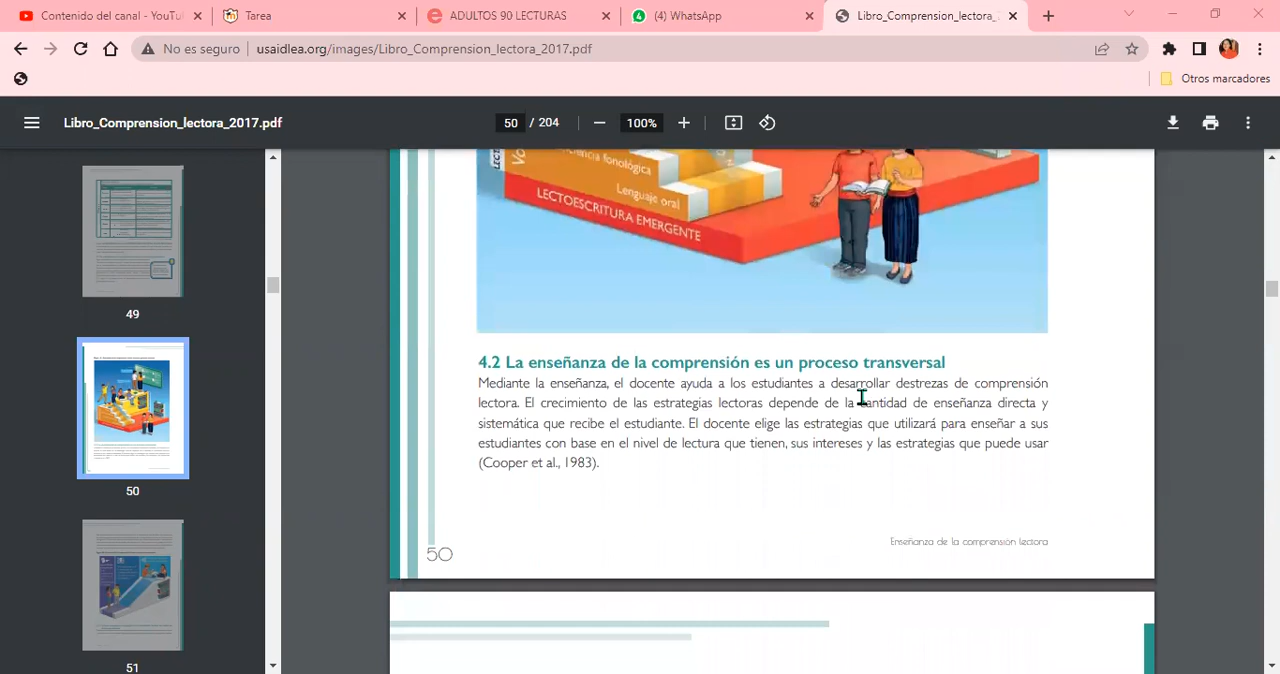 Contenido del canal - YouTu
Tarea
ADULTOS 90 LECTURAS
(4) WhatsApp
Libro_Comprension_lectora_
No es seguro
usaidlea.org/images/Libro_Comprension_lectora_2017.pdf
Otros marcadores
Libro_Comprension_lectora_2017.pdf
50 / 204
100%
49
50
51
Lenguaje oral
LECTOESCRITURA EMERGENTE
4.2 La enseñanza de la comprensión es un proceso transversal
Mediante la enseñanza, el docente ayuda a los estudiantes a desarrollar destrezas de comprensión
lectora. El crecimiento de las estrategias lectoras depende de la cantidad de enseñanza directa y
sistemática que recibe el estudiante. El docente elige las estrategias que utilizará para enseñar a sus
estudiantes con base en el nivel de lectura que tienen, sus intereses y las estrategias que puede usar
(Cooper et al., 1983).
50
Enseñanza de la comprensión lectora